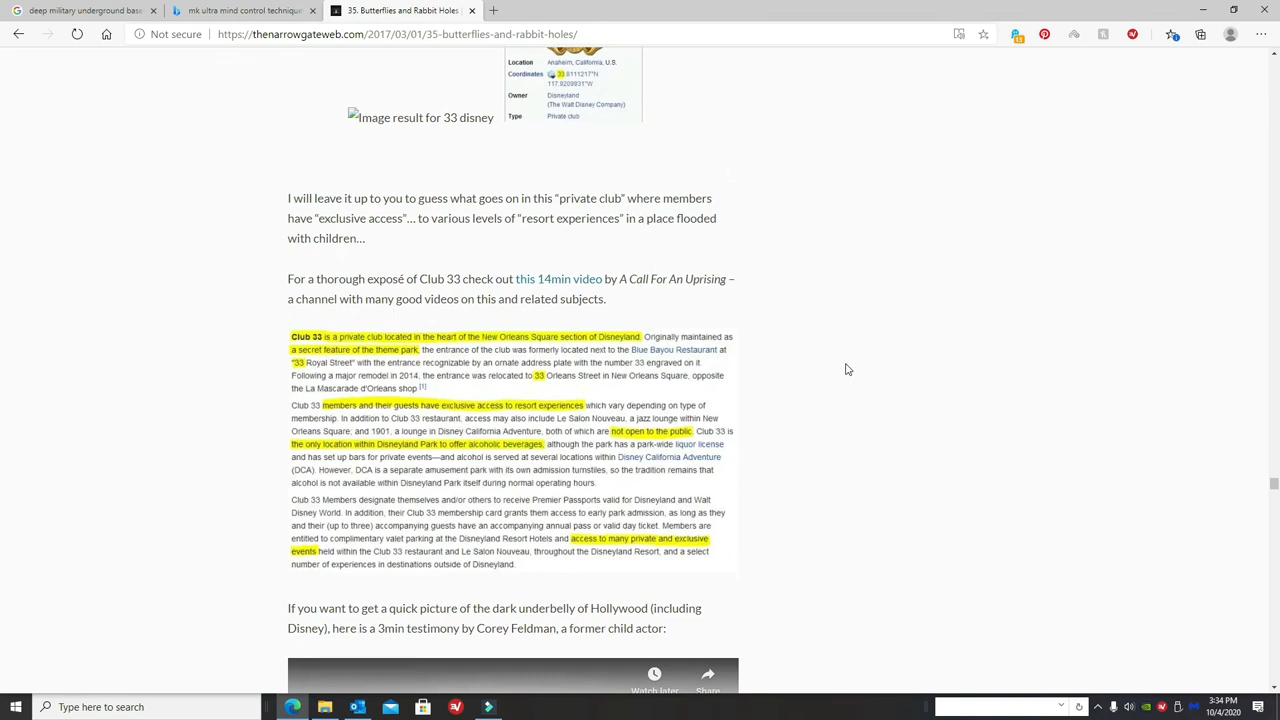 deep military underground base
mk ultra mind control technique
35. Butterflies and Rabbit Holes
Not secure
https://thenarrowgateweb.com/2017/03/01/35-butterflies-and-rabbit-holes/
13
Location Anaheim, California, U.S.
Coordinates 33.8111217°N
117.9209831°W
Owner Disneyland
(The Walt Disney Company)
Type Private club
Image result for 33 disney
I will leave it up to you to guess what goes on in this “private club” where members
have “exclusive access”… to various levels of “resort experiences” in a place flooded
with children…
For a thorough exposé of Club 33 check out this 14min video by A Call For An Uprising –
a channel with many good videos on this and related subjects.
Club 33 is a private club located in the heart of the New Orleans Square section of Disneyland. Originally maintained as
a secret feature of the theme park, the entrance of the club was formerly located next to the Blue Bayou Restaurant at
"33 Royal Street" with the entrance recognizable by an ornate address plate with the number 33 engraved on it.
Following a major remodel in 2014, the entrance was relocated to 33 Orleans Street in New Orleans Square, opposite
the La Mascarade d'Orleans shop [1]
Club 33 members and their guests have exclusive access to resort experiences which vary depending on type of
membership. In addition to Club 33 restaurant, access may also include Le Salon Nouveau, a jazz lounge within New
Orleans Square; and 1901, a lounge in Disney California Adventure, both of which are not open to the public. Club 33 is
the only location within Disneyland Park to offer alcoholic beverages, although the park has a park-wide liquor license
and has set up bars for private events—and alcohol is served at several locations within Disney California Adventure
(DCA). However, DCA is a separate amusement park with its own admission turnstiles, so the tradition remains that
alcohol is not available within Disneyland Park itself during normal operating hours.
Club 33 Members designate themselves and/or others to receive Premier Passports valid for Disneyland and Walt
Disney World. In addition, their Club 33 membership card grants them access to early park admission, as long as they
and their (up to three) accompanying guests have an accompanying annual pass or valid day ticket. Members are
entitled to complimentary valet parking at the Disneyland Resort Hotels and access to many private and exclusive
events held within the Club 33 restaurant and Le Salon Nouveau, throughout the Disneyland Resort, and a select
number of experiences in destinations outside of Disneyland.
If you want to get a quick picture of the dark underbelly of Hollywood (including
Disney), here is a 3min testimony by Corey Feldman, a former child actor:
Watch later Share
Type here to search
3:34 PM
10/4/2020